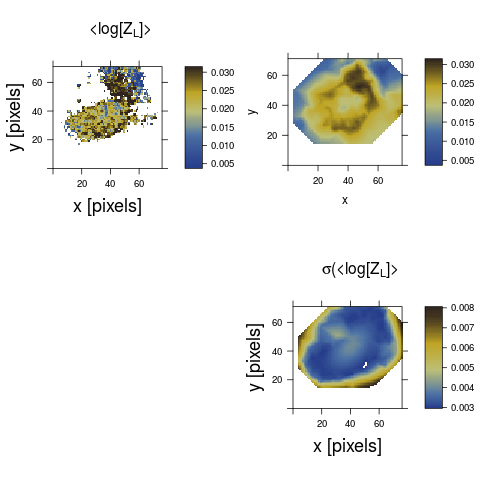 <log[Z_L]>
60
40
20
20 40 60
x [pixels]
y [pixels]
0.030
0.025
0.020
0.015
0.010
0.005
60
40
20
20 40 60
x
y
0.030
0.025
0.020
0.015
0.010
0.005
σ(<log[Z_L]>
60
40
20
20 40 60
x [pixels]
y [pixels]
0.008
0.007
0.006
0.005
0.004
0.003